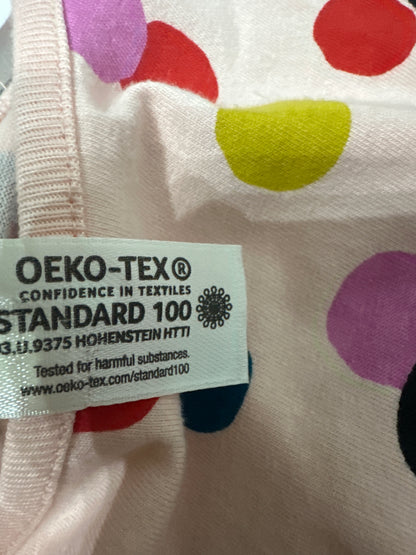 OEKO-TEX®
CONFIDENCE IN TEXTILES
STANDARD 100
.U.9375 HOHENSTEIN HTTI
Tested for harmful substances.
www.oeko-tex.com/standard100